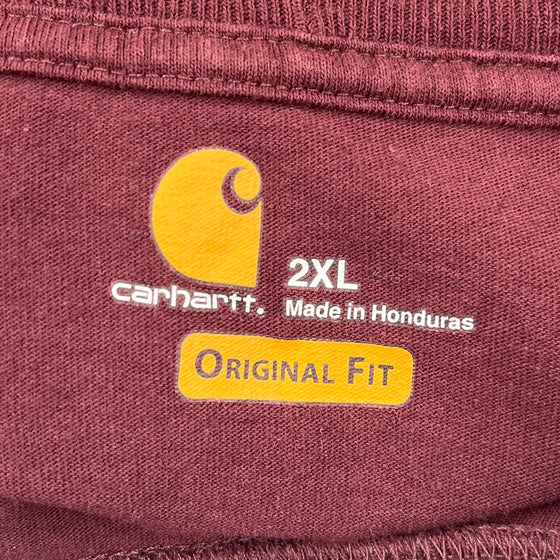 carhartt.
2XL
Made in Honduras
ORIGINAL FIT